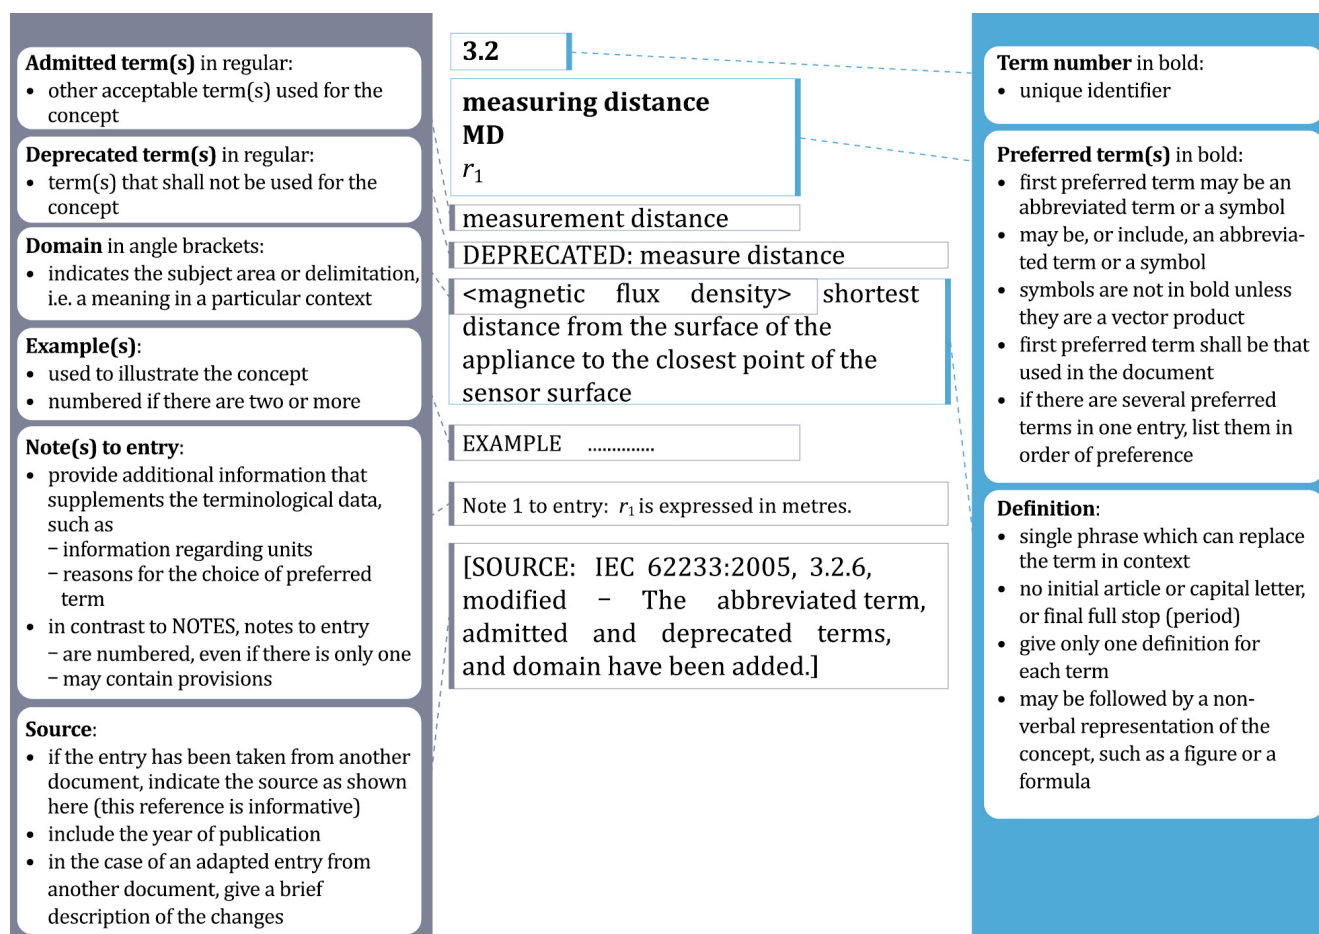 Admitted term(s) in regular:
• other acceptable term(s) used for the
concept
Deprecated term(s) in regular:
• term(s) that shall not be used for the
concept
Domain in angle brackets:
• indicates the subject area or delimitation,
i.e. a meaning in a particular context
Example(s):
• used to illustrate the concept
• numbered if there are two or more
Note(s) to entry:
• provide additional information that
supplements the terminological data,
such as
– information regarding units
– reasons for the choice of preferred
term
• in contrast to NOTES, notes to entry
– are numbered, even if there is only one
– may contain provisions
Source:
• if the entry has been taken from another
document, indicate the source as shown
here (this reference is informative)
• include the year of publication
• in the case of an adapted entry from
another document, give a brief
description of the changes
3.2
measuring distance
MD
r₁
measurement distance
DEPRECATED: measure distance
<magnetic flux density> shortest
distance from the surface of the
appliance to the closest point of the
sensor surface
EXAMPLE ..............
Note 1 to entry: r₁ is expressed in metres.
[SOURCE: IEC 62233:2005, 3.2.6,
modified – The abbreviated term,
admitted and deprecated terms,
and domain have been added.]
Term number in bold:
• unique identifier
Preferred term(s) in bold:
• first preferred term may be an
abbreviated term or a symbol
• may be, or include, an abbrevia-
ted term or a symbol
• symbols are not in bold unless
they are a vector product
• first preferred term shall be that
used in the document
• if there are several preferred
terms in one entry, list them in
order of preference
Definition:
• single phrase which can replace
the term in context
• no initial article or capital letter,
or final full stop (period)
• give only one definition for
each term
• may be followed by a non-
verbal representation of the
concept, such as a figure or a
formula